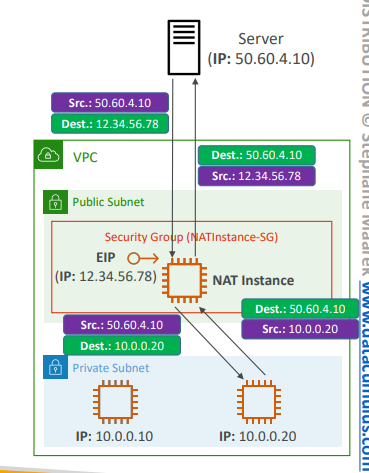 Server
(IP: 50.60.4.10)
Src.: 50.60.4.10
Dest.: 12.34.56.78
Dest.: 50.60.4.10
Src.: 12.34.56.78
VPC
Public Subnet
Security Group (NATInstance-SG)
EIP
(IP: 12.34.56.78)
NAT Instance
Src.: 50.60.4.10
Dest.: 10.0.0.20
Dest.: 50.60.4.10
Src.: 10.0.0.20
Private Subnet
IP: 10.0.0.10
IP: 10.0.0.20
DISTRIBUTION © Stephane Maarek www.datacumulus.com